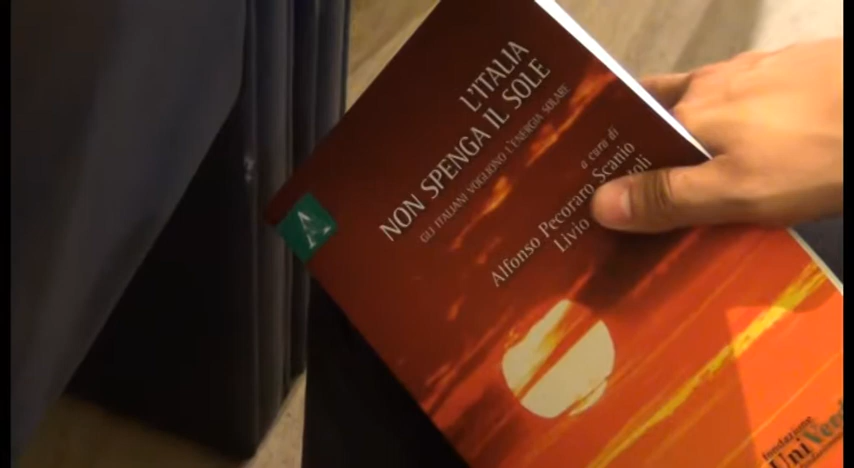 L'ITALIA
NON SPENGA IL SOLE
GLI ITALIANI VOGLIONO L'ENERGIA SOLARE
a cura di
Alfonso Pecoraro Scanio
Livio
A
fondazione